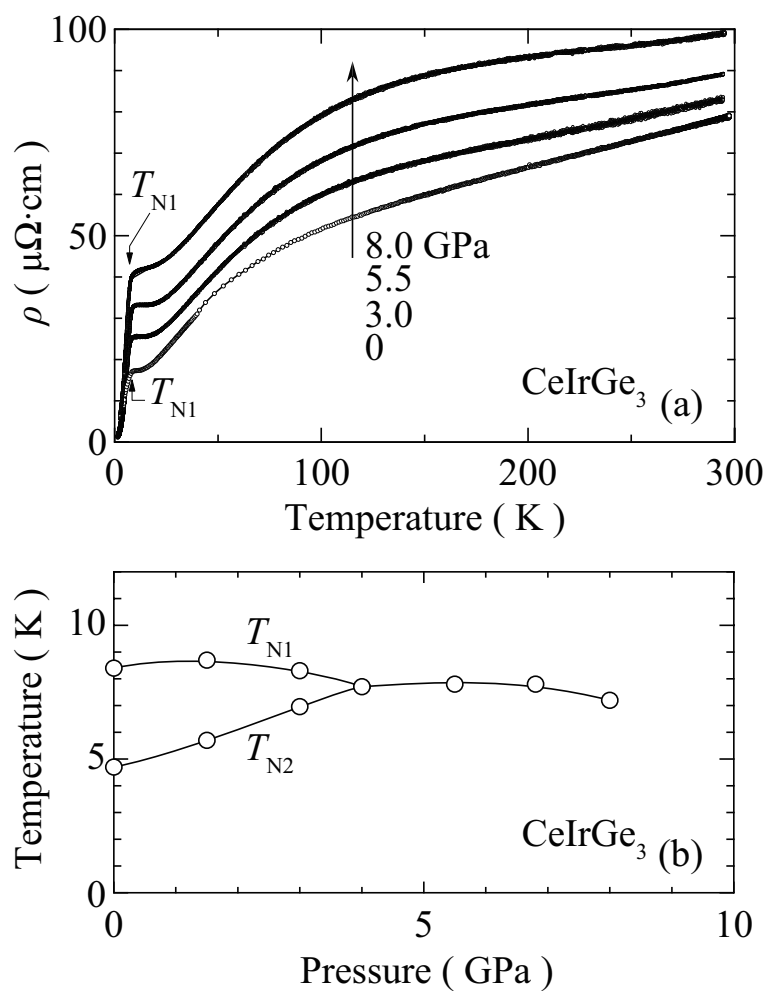 100
50
0
ρ ( μΩ·cm)
T_N1
8.0 GPa
5.5
3.0
0
T_N1
CeIrGe₃ (a)
0 100 200 300
Temperature ( K )
10
5
0
Temperature ( K )
T_N1
T_N2
CeIrGe₃ (b)
0 5 10
Pressure ( GPa )